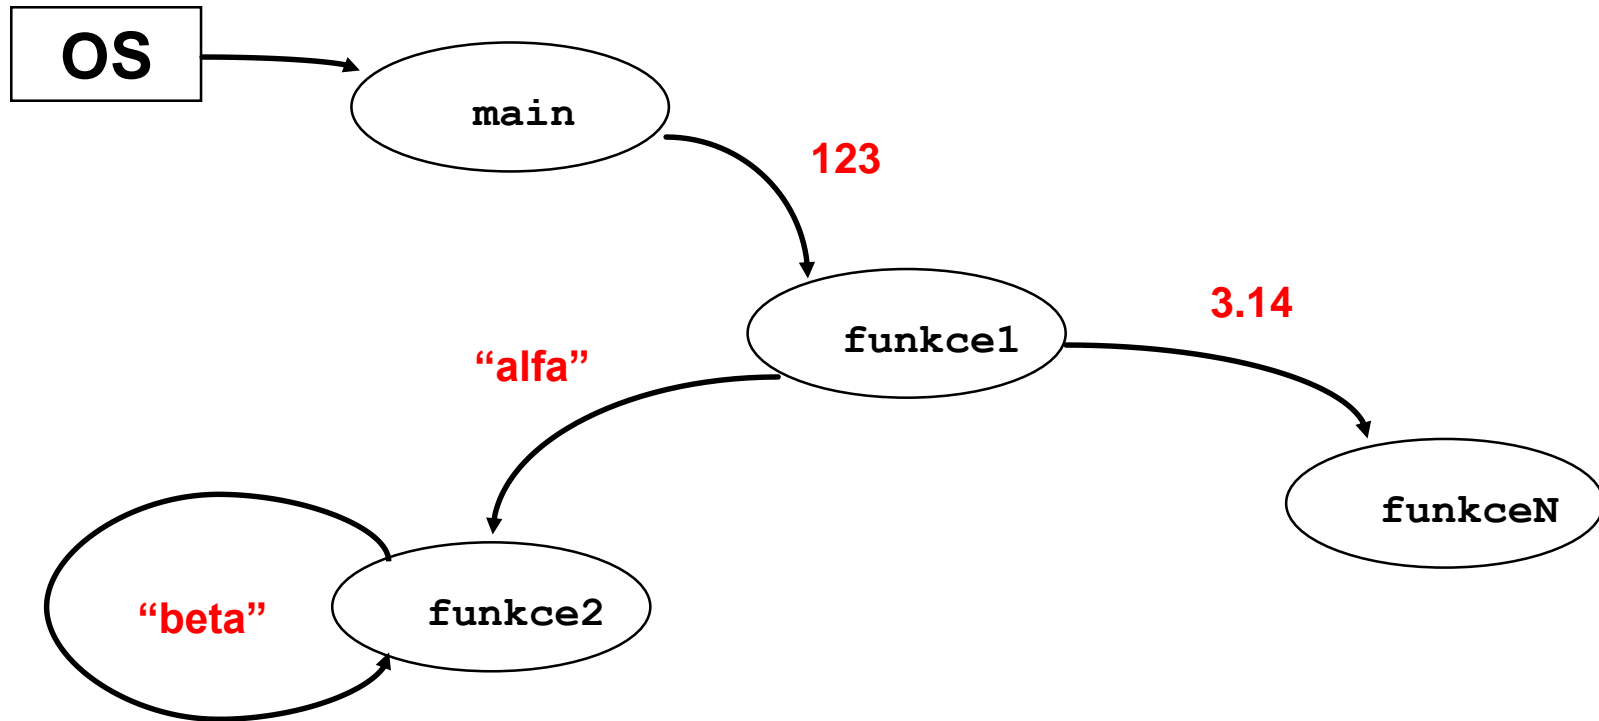 OS
main
123
funkce1
3.14
“alfa”
funkceN
“beta”
funkce2